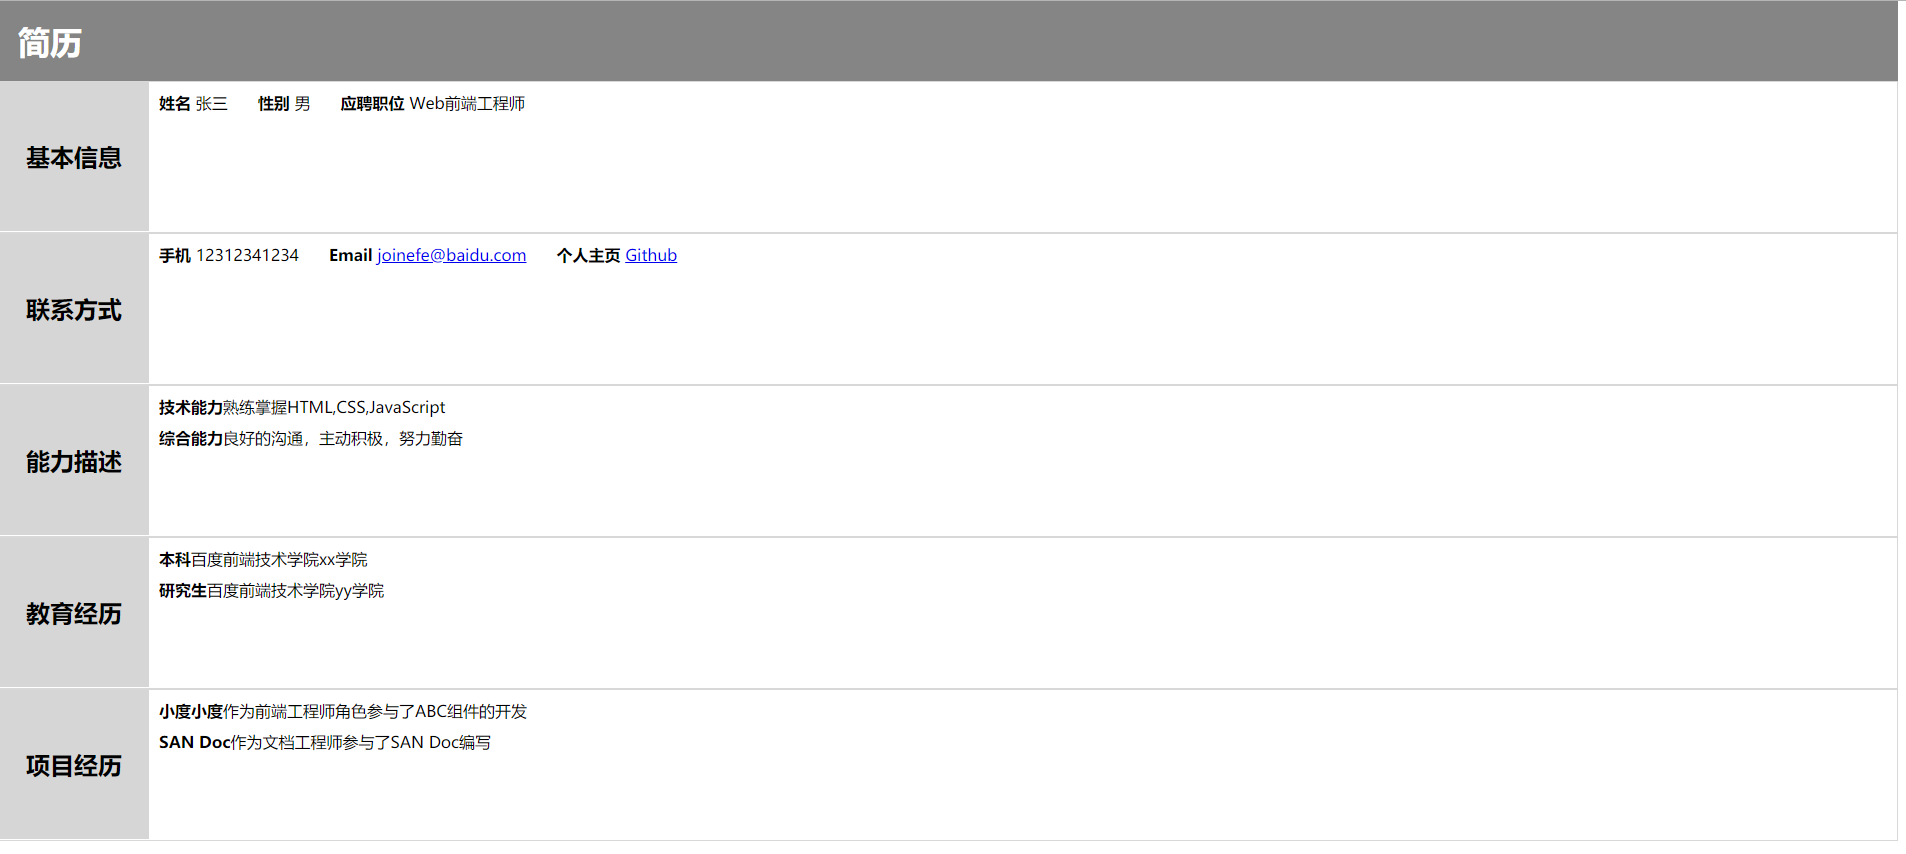 简历
基本信息
姓名 张三 性别 男 应聘职位 Web前端工程师
联系方式
手机 12312341234 Email joinefe@baidu.com 个人主页 Github
能力描述
技术能力熟练掌握HTML,CSS,JavaScript
综合能力良好的沟通，主动积极，努力勤奋
教育经历
本科百度前端技术学院xx学院
研究生百度前端技术学院yy学院
项目经历
小度小度作为前端工程师角色参与了ABC组件的开发
SAN Doc作为文档工程师参与了SAN Doc编写